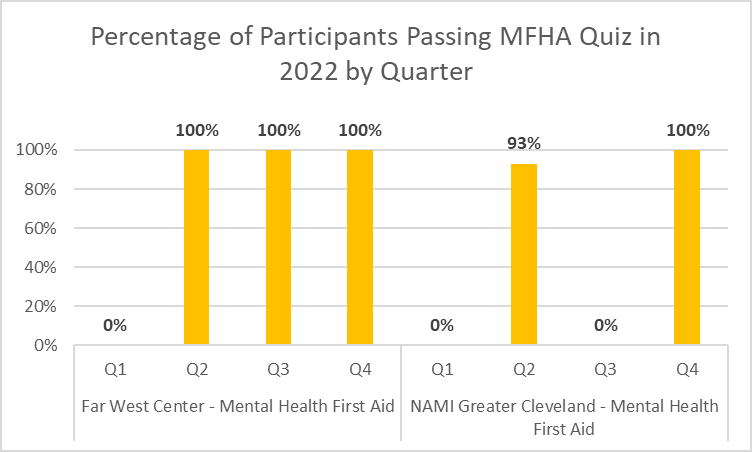 Percentage of Participants Passing MFHA Quiz in
2022 by Quarter
100% 100% 100% 100%
93%
100%
80%
60%
40%
20%
0% 0% 0%
0%
Q1 Q2 Q3 Q4 Q1 Q2 Q3 Q4
Far West Center - Mental Health First Aid
NAMI Greater Cleveland - Mental Health
First Aid